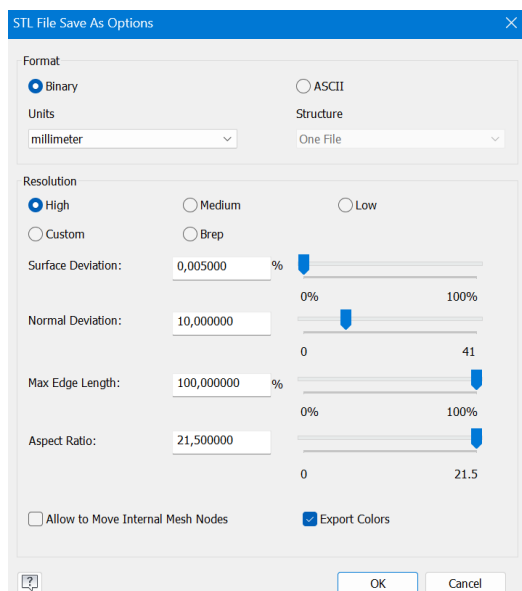 STL File Save As Options
Format
Binary
ASCII
Units
Structure
millimeter
One File
Resolution
High
Medium
Low
Custom
Brep
Surface Deviation:
0,005000
%
0%
100%
Normal Deviation:
10,000000
0
41
Max Edge Length:
100,000000
%
0%
100%
Aspect Ratio:
21,500000
0
21.5
Allow to Move Internal Mesh Nodes
Export Colors
?
OK
Cancel